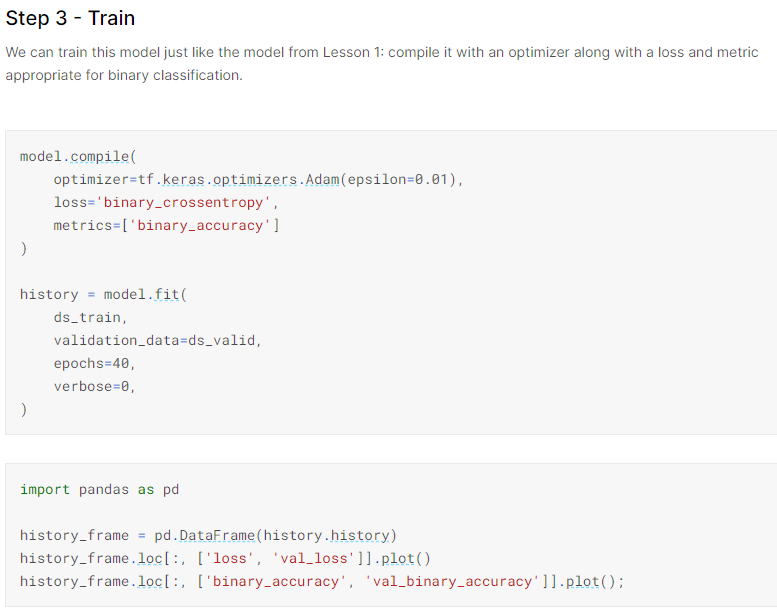 Step 3 - Train
We can train this model just like the model from Lesson 1: compile it with an optimizer along with a loss and metric
appropriate for binary classification.
model.compile(
    optimizer=tf.keras.optimizers.Adam(epsilon=0.01),
    loss='binary_crossentropy',
    metrics=['binary_accuracy']
)
history = model.fit(
    ds_train,
    validation_data=ds_valid,
    epochs=40,
    verbose=0,
)
import pandas as pd
history_frame = pd.DataFrame(history.history)
history_frame.loc[:, ['loss', 'val_loss']].plot()
history_frame.loc[:, ['binary_accuracy', 'val_binary_accuracy']].plot();